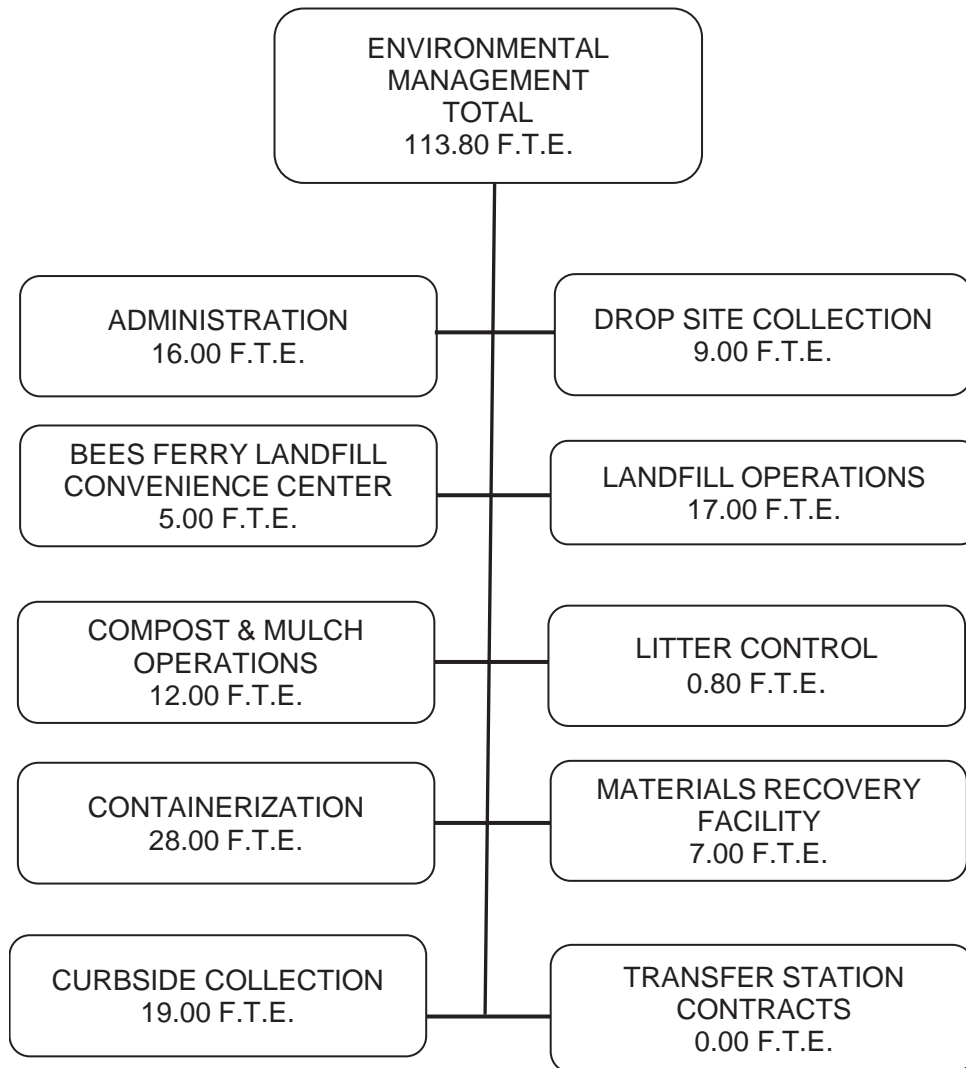 ENVIRONMENTAL
MANAGEMENT
TOTAL
113.80 F.T.E.
ADMINISTRATION
16.00 F.T.E.
DROP SITE COLLECTION
9.00 F.T.E.
BEES FERRY LANDFILL
CONVENIENCE CENTER
5.00 F.T.E.
LANDFILL OPERATIONS
17.00 F.T.E.
COMPOST & MULCH
OPERATIONS
12.00 F.T.E.
LITTER CONTROL
0.80 F.T.E.
CONTAINERIZATION
28.00 F.T.E.
MATERIALS RECOVERY
FACILITY
7.00 F.T.E.
CURBSIDE COLLECTION
19.00 F.T.E.
TRANSFER STATION
CONTRACTS
0.00 F.T.E.